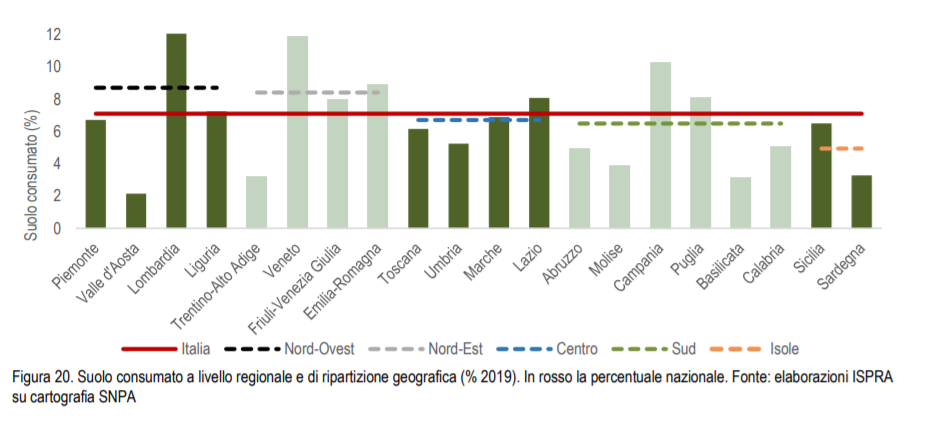 12
10
8
6
4
2
0
Suolo consumato (%)
Piemonte
Valle d'Aosta
Lombardia
Liguria
Trentino-Alto Adige
Veneto
Friuli-Venezia Giulia
Emilia-Romagna
Toscana
Umbria
Marche
Lazio
Abruzzo
Molise
Campania
Puglia
Basilicata
Calabria
Sicilia
Sardegna
Italia Nord-Ovest Nord-Est Centro Sud Isole
Figura 20. Suolo consumato a livello regionale e di ripartizione geografica (% 2019). In rosso la percentuale nazionale. Fonte: elaborazioni ISPRA
su cartografia SNPA